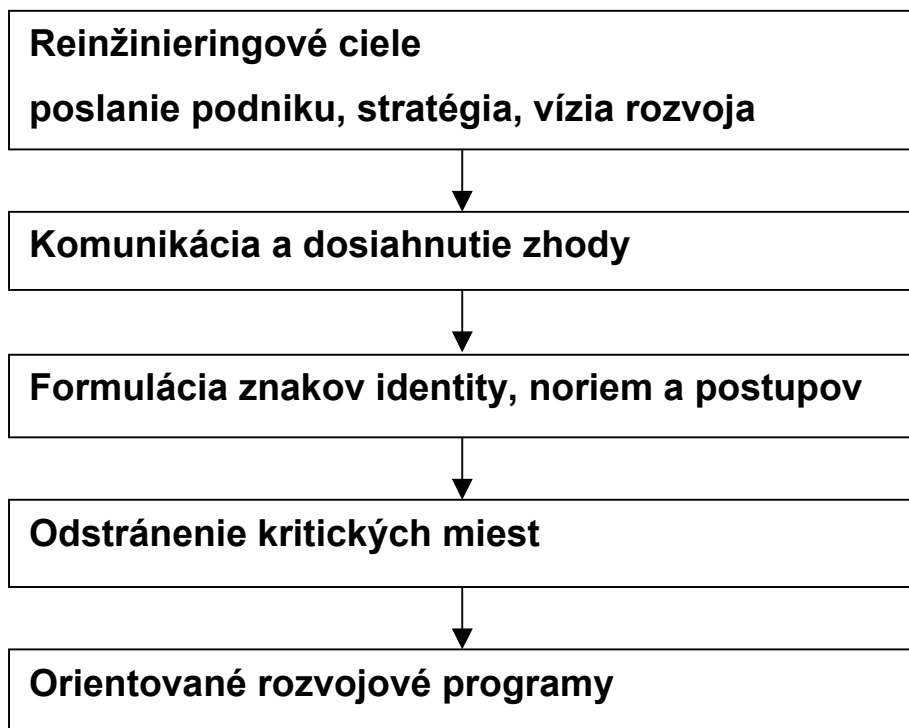 Reinžinieringové ciele
poslanie podniku, stratégia, vízia rozvoja
Komunikácia a dosiahnutie zhody
Formulácia znakov identity, noriem a postupov
Odstránenie kritických miest
Orientované rozvojové programy